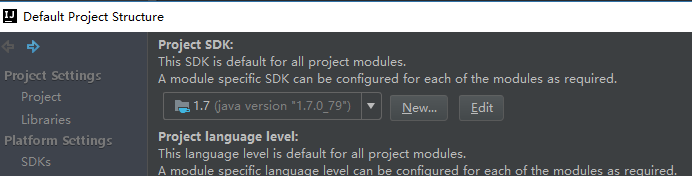 IJ
Default Project Structure
Project Settings
Project
Libraries
Platform Settings
SDKs
Project SDK:
This SDK is default for all project modules.
A module specific SDK can be configured for each of the modules as required.
1.7 (java version "1.7.0_79")
New...
Edit
Project language level:
This language level is default for all project modules.
A module specific language level can be configured for each of the modules as required.